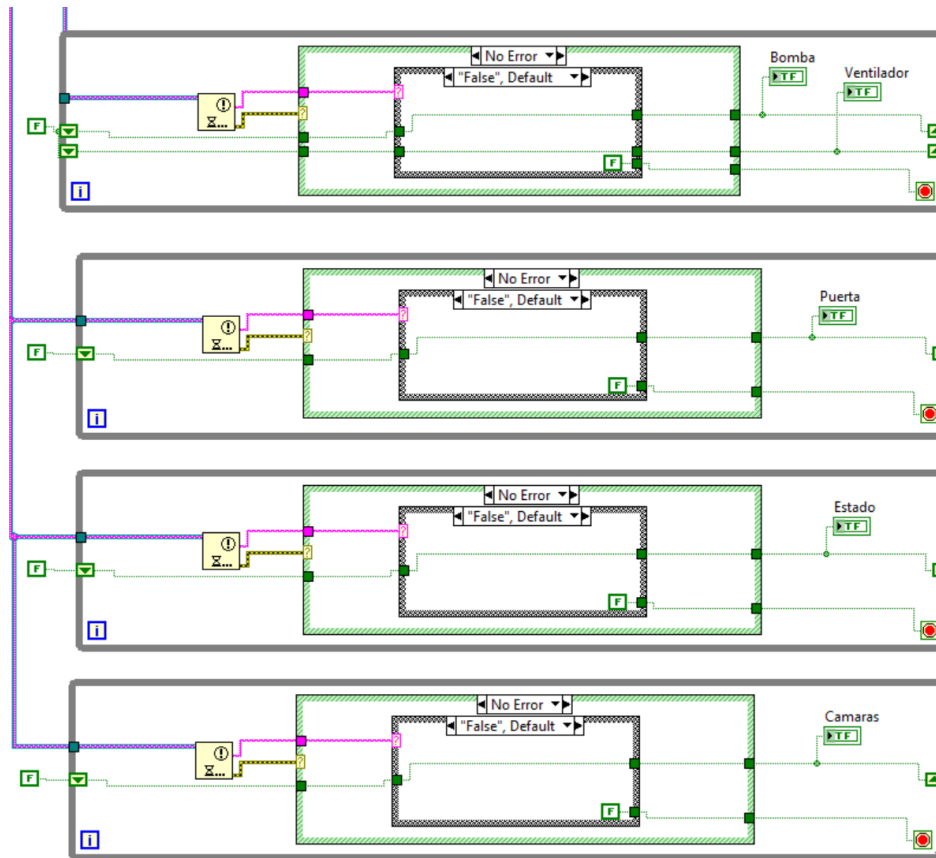 No Error
"False", Default
Bomba
TF
Ventilador
TF
F
F
i
No Error
"False", Default
Puerta
TF
F
F
i
No Error
"False", Default
Estado
TF
F
F
i
No Error
"False", Default
Camaras
TF
F
F
i